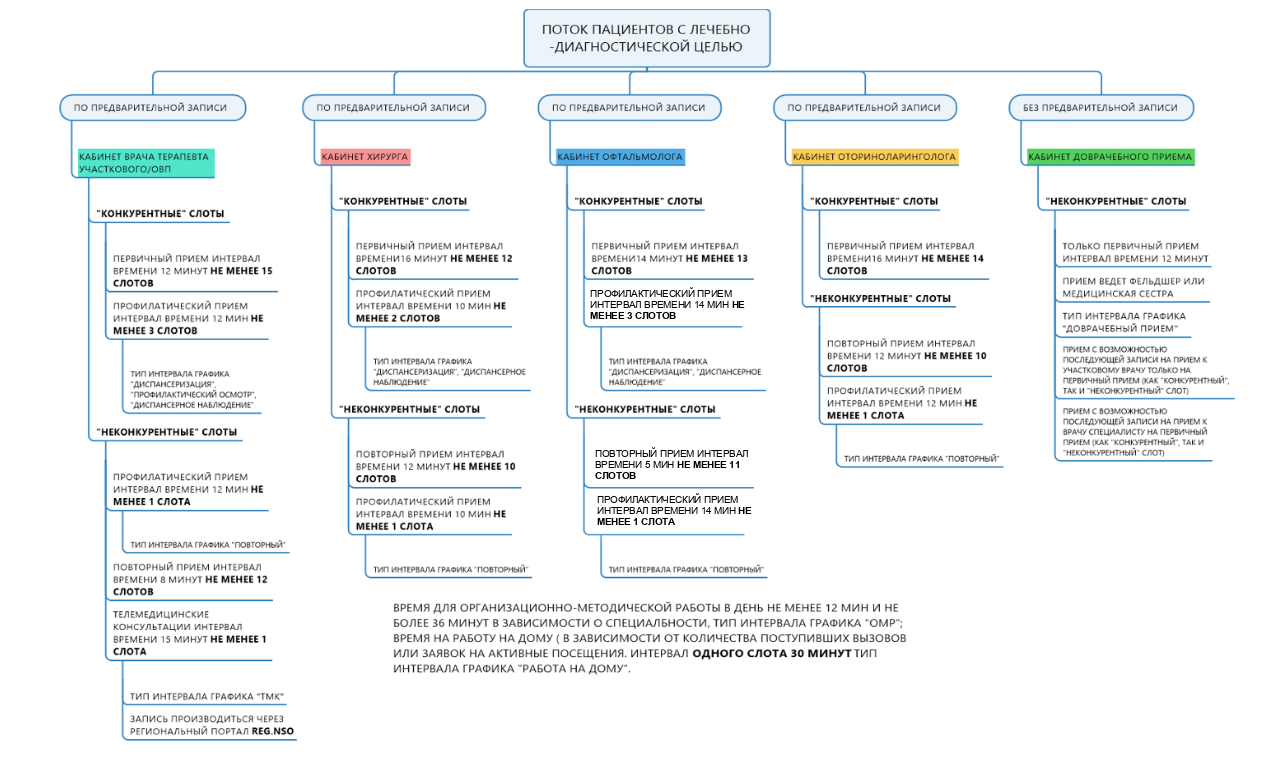 ПОТОК ПАЦИЕНТОВ С ЛЕЧЕБНО
-ДИАГНОСТИЧЕСКОЙ ЦЕЛЬЮ
ПО ПРЕДВАРИТЕЛЬНОЙ ЗАПИСИ
КАБИНЕТ ВРАЧА ТЕРАПЕВТА
УЧАСТКОВОГО/ОВП
"КОНКУРЕНТНЫЕ" СЛОТЫ
ПЕРВИЧНЫЙ ПРИЕМ ИНТЕРВАЛ
ВРЕМЕНИ 12 МИНУТ НЕ МЕНЕЕ 15
СЛОТОВ
ПРОФИЛАТИЧЕСКИЙ ПРИЕМ
ИНТЕРВАЛ ВРЕМЕНИ 12 МИН НЕ
МЕНЕЕ 3 СЛОТОВ
ТИП ИНТЕРВАЛА ГРАФИКА
"ДИСПАНСЕРИЗАЦИЯ",
"ПРОФИЛАКТИЧЕСКИЙ ОСМОТР",
"ДИСПАНСЕРНОЕ НАБЛЮДЕНИЕ"
"НЕКОНКУРЕНТНЫЕ" СЛОТЫ
ПРОФИЛАТИЧЕСКИЙ ПРИЕМ
ИНТЕРВАЛ ВРЕМЕНИ 12 МИН НЕ
МЕНЕЕ 1 СЛОТА
ТИП ИНТЕРВАЛА ГРАФИКА "ПОВТОРНЫЙ"
ПОВТОРНЫЙ ПРИЕМ ИНТЕРВАЛ
ВРЕМЕНИ 8 МИНУТ НЕ МЕНЕЕ 12
СЛОТОВ
ТЕЛЕМЕДИЦИНСКИЕ
КОНСУЛЬТАЦИИ ИНТЕРВАЛ
ВРЕМЕНИ 15 МИНУТ НЕ МЕНЕЕ 1
СЛОТА
ТИП ИНТЕРВАЛА ГРАФИКА "ТМК"
ЗАПИСЬ ПРОИЗВОДИТЬСЯ ЧЕРЕЗ
РЕГИОНАЛЬНЫЙ ПОРТАЛ REG.NSO
ПО ПРЕДВАРИТЕЛЬНОЙ ЗАПИСИ
КАБИНЕТ ХИРУРГА
"КОНКУРЕНТНЫЕ" СЛОТЫ
ПЕРВИЧНЫЙ ПРИЕМ ИНТЕРВАЛ
ВРЕМЕНИ16 МИНУТ НЕ МЕНЕЕ 12
СЛОТОВ
ПРОФИЛАТИЧЕСКИЙ ПРИЕМ
ИНТЕРВАЛ ВРЕМЕНИ 10 МИН НЕ
МЕНЕЕ 2 СЛОТОВ
ТИП ИНТЕРВАЛА ГРАФИКА
"ДИСПАНСЕРИЗАЦИЯ", "ДИСПАНСЕРНОЕ
НАБЛЮДЕНИЕ"
"НЕКОНКУРЕНТНЫЕ" СЛОТЫ
ПОВТОРНЫЙ ПРИЕМ ИНТЕРВАЛ
ВРЕМЕНИ 12 МИНУТ НЕ МЕНЕЕ 10
СЛОТОВ
ПРОФИЛАТИЧЕСКИЙ ПРИЕМ
ИНТЕРВАЛ ВРЕМЕНИ 10 МИН НЕ
МЕНЕЕ 1 СЛОТА
ТИП ИНТЕРВАЛА ГРАФИКА "ПОВТОРНЫЙ"
ПО ПРЕДВАРИТЕЛЬНОЙ ЗАПИСИ
КАБИНЕТ ОФТАЛЬМОЛОГА
"КОНКУРЕНТНЫЕ" СЛОТЫ
ПЕРВИЧНЫЙ ПРИЕМ ИНТЕРВАЛ
ВРЕМЕНИ14 МИНУТ НЕ МЕНЕЕ 13
СЛОТОВ
ПРОФИЛАКТИЧЕСКИЙ ПРИЕМ
ИНТЕРВАЛ ВРЕМЕНИ 14 МИН НЕ
МЕНЕЕ 3 СЛОТОВ
ТИП ИНТЕРВАЛА ГРАФИКА
"ДИСПАНСЕРИЗАЦИЯ", "ДИСПАНСЕРНОЕ
НАБЛЮДЕНИЕ"
"НЕКОНКУРЕНТНЫЕ" СЛОТЫ
ПОВТОРНЫЙ ПРИЕМ ИНТЕРВАЛ
ВРЕМЕНИ 5 МИН НЕ МЕНЕЕ 11
СЛОТОВ
ПРОФИЛАКТИЧЕСКИЙ ПРИЕМ
ИНТЕРВАЛ ВРЕМЕНИ 14 МИН НЕ
МЕНЕЕ 1 СЛОТА
ТИП ИНТЕРВАЛА ГРАФИКА "ПОВТОРНЫЙ"
ПО ПРЕДВАРИТЕЛЬНОЙ ЗАПИСИ
КАБИНЕТ ОТОРИНОЛАРИНГОЛОГА
"КОНКУРЕНТНЫЕ" СЛОТЫ
ПЕРВИЧНЫЙ ПРИЕМ ИНТЕРВАЛ
ВРЕМЕНИ16 МИНУТ НЕ МЕНЕЕ 14
СЛОТОВ
"НЕКОНКУРЕНТНЫЕ" СЛОТЫ
ПОВТОРНЫЙ ПРИЕМ ИНТЕРВАЛ
ВРЕМЕНИ 12 МИНУТ НЕ МЕНЕЕ 10
СЛОТОВ
ПРОФИЛАТИЧЕСКИЙ ПРИЕМ
ИНТЕРВАЛ ВРЕМЕНИ 12 МИН НЕ
МЕНЕЕ 1 СЛОТА
ТИП ИНТЕРВАЛА ГРАФИКА "ПОВТОРНЫЙ"
БЕЗ ПРЕДВАРИТЕЛЬНОЙ ЗАПИСИ
КАБИНЕТ ДОВРАЧЕБНОГО ПРИЕМА
"НЕКОНКУРЕНТНЫЕ" СЛОТЫ
ТОЛЬКО ПЕРВИЧНЫЙ ПРИЕМ
ИНТЕРВАЛ ВРЕМЕНИ 12 МИНУТ
ПРИЕМ ВЕДЕТ ФЕЛЬДШЕР ИЛИ
МЕДИЦИНСКАЯ СЕСТРА
ТИП ИНТЕРВАЛА ГРАФИКА
"ДОВРАЧЕБНЫЙ ПРИЕМ"
ПРИЕМ С ВОЗМОЖНОСТЬЮ
ПОСЛЕДУЮЩЕЙ ЗАПИСИ НА ПРИЕМ К
УЧАСТКОВОМУ ВРАЧУ ТОЛЬКО НА
ПЕРВИЧНЫЙ ПРИЕМ (КАК "КОНКУРЕНТНЫЙ",
ТАК И "НЕКОНКУРЕНТНЫЙ" СЛОТ)
ПРИЕМ С ВОЗМОЖНОСТЬЮ
ПОСЛЕДУЮЩЕЙ ЗАПИСИ НА ПРИЕМ К
ВРАЧУ СПЕЦИАЛИСТУ НА ПЕРВИЧНЫЙ
ПРИЕМ (КАК "КОНКУРЕНТНЫЙ", ТАК И
"НЕКОНКУРЕНТНЫЙ" СЛОТ)
ВРЕМЯ ДЛЯ ОРГАНИЗАЦИОННО-МЕТОДИЧЕСКОЙ РАБОТЫ В ДЕНЬ НЕ МЕНЕЕ 12 МИН И НЕ
БОЛЕЕ 36 МИНУТ В ЗАВИСИМОСТИ О СПЕЦИАЛБНОСТИ, ТИП ИНТЕРВАЛА ГРАФИКА "ОМР";
ВРЕМЯ НА РАБОТУ НА ДОМУ ( В ЗАВИСИМОСТИ ОТ КОЛИЧЕСТВА ПОСТУПИВШИХ ВЫЗОВОВ
ИЛИ ЗАЯВОК НА АКТИВНЫЕ ПОСЕЩЕНИЯ. ИНТЕРВАЛ ОДНОГО СЛОТА 30 МИНУТ ТИП
ИНТЕРВАЛА ГРАФИКА "РАБОТА НА ДОМУ".